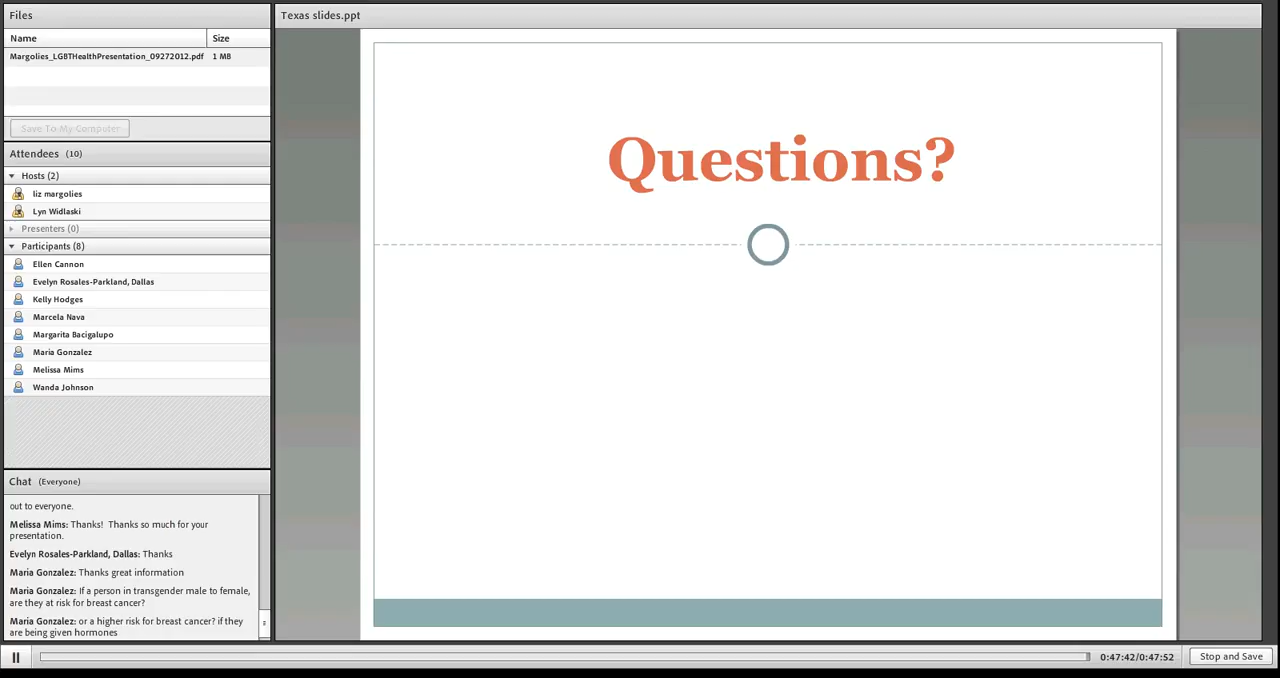 Files
Name Size
Margolies_LGBTHealthPresentation_09272012.pdf 1 MB
Save To My Computer
Attendees (10)
Hosts (2)
liz margolies
Lyn Widlaski
Presenters (0)
Participants (8)
Ellen Cannon
Evelyn Rosales-Parkland, Dallas
Kelly Hodges
Marcela Nava
Margarita Bacigalupo
Maria Gonzalez
Melissa Mims
Wanda Johnson
Chat (Everyone)
out to everyone.
Melissa Mims: Thanks! Thanks so much for your
presentation.
Evelyn Rosales-Parkland, Dallas: Thanks
Maria Gonzalez: Thanks great information
Maria Gonzalez: If a person in transgender male to female,
are they at risk for breast cancer?
Maria Gonzalez: or a higher risk for breast cancer? if they
are being given hormones
Texas slides.ppt
Questions?
0:47:42/0:47:52
Stop and Save